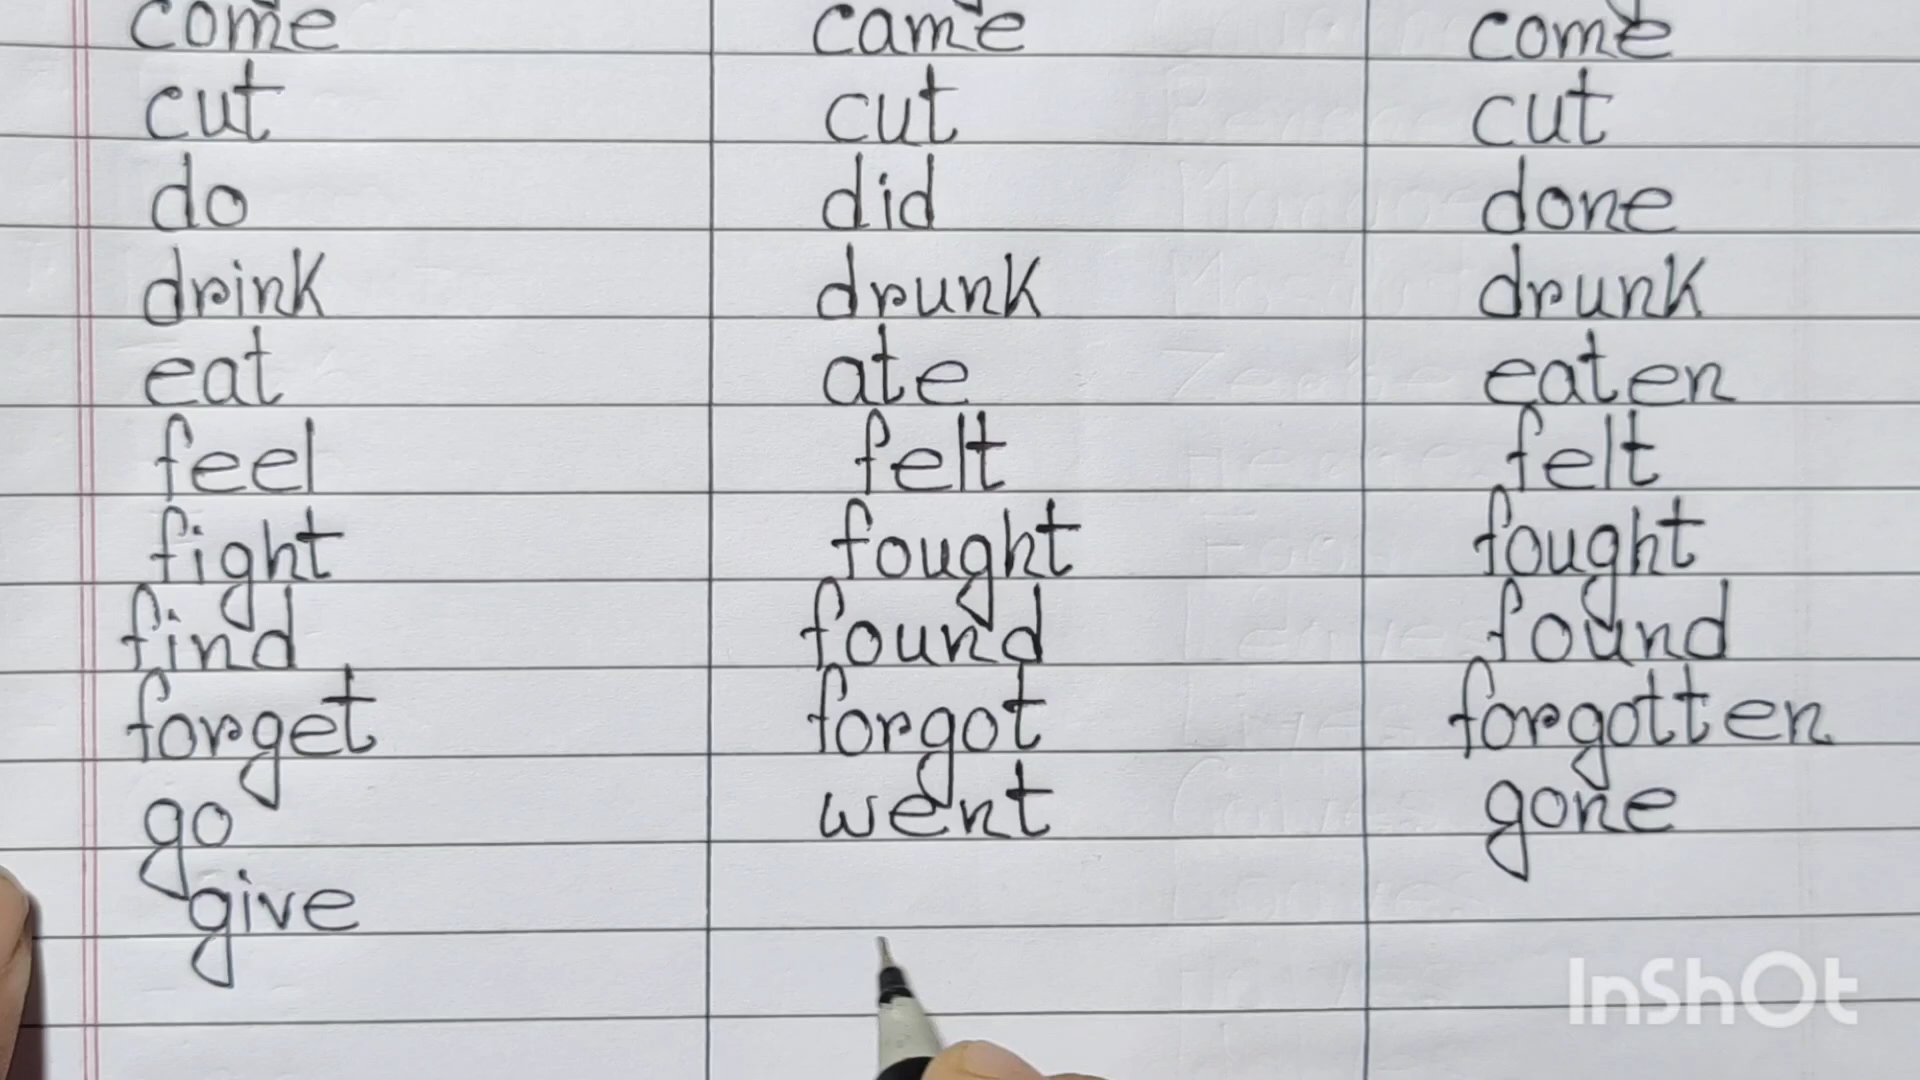 come came come
cut cut cut
do did done
drink drunk drunk
eat ate eaten
feel felt felt
fight fought fought
find found found
forget forgot forgotten
go went gone
give
InShOt